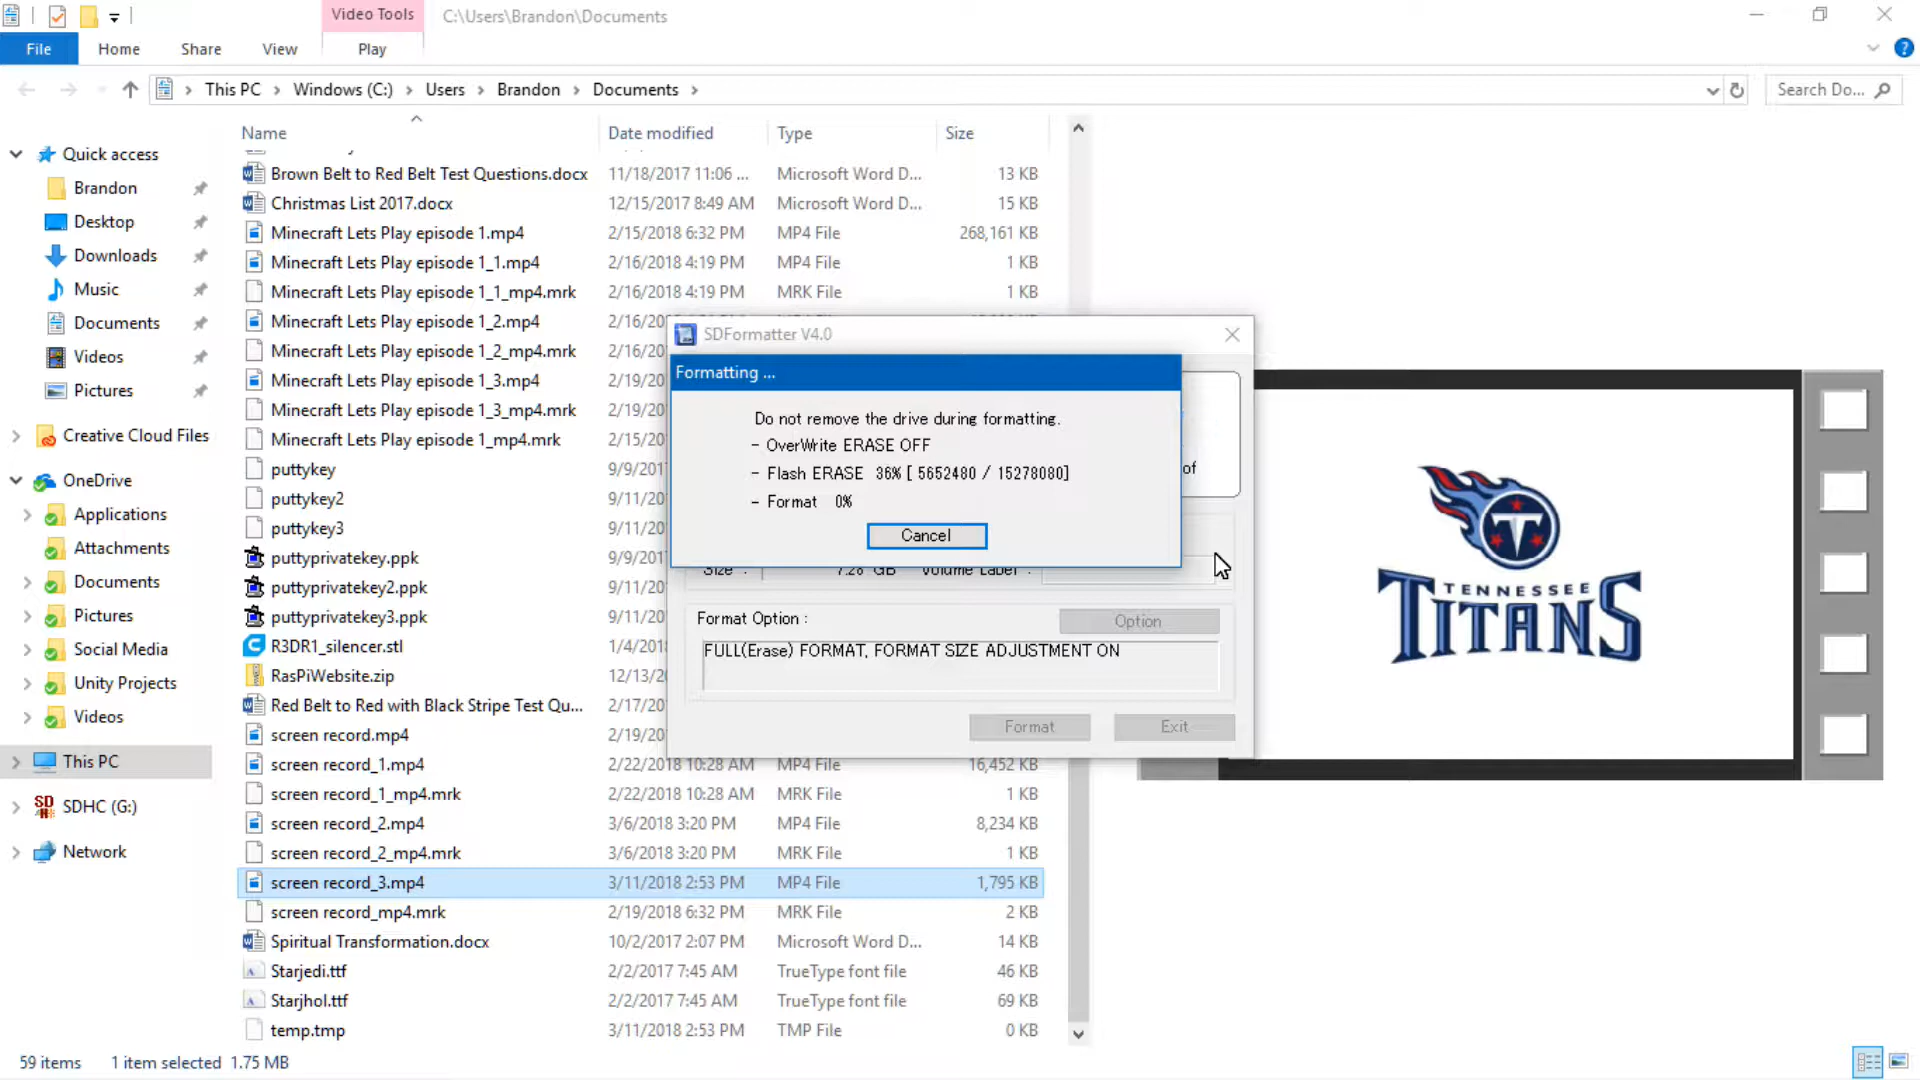 Video Tools
C:\Users\Brandon\Documents
File Home Share View Play
This PC Windows (C:) Users Brandon Documents
Search Do...
Name Date modified Type Size
Quick access
Brandon
Desktop
Downloads
Music
Documents
Videos
Pictures
Creative Cloud Files
OneDrive
Applications
Attachments
Documents
Pictures
Social Media
Unity Projects
Videos
This PC
SDHC (G:)
Network
Brown Belt to Red Belt Test Questions.docx 11/18/2017 11:06 ... Microsoft Word D... 13 KB
Christmas List 2017.docx 12/15/2017 8:49 AM Microsoft Word D... 15 KB
Minecraft Lets Play episode 1.mp4 2/15/2018 6:32 PM MP4 File 268,161 KB
Minecraft Lets Play episode 1_1.mp4 2/16/2018 4:19 PM MP4 File 1 KB
Minecraft Lets Play episode 1_1_mp4.mrk 2/16/2018 4:19 PM MRK File 1 KB
Minecraft Lets Play episode 1_2.mp4 2/16/20
Minecraft Lets Play episode 1_2_mp4.mrk 2/16/20
Minecraft Lets Play episode 1_3.mp4 2/19/20
Minecraft Lets Play episode 1_3_mp4.mrk 2/19/20
Minecraft Lets Play episode 1_mp4.mrk 2/15/20
puttykey 9/9/201
puttykey2 9/11/20
puttykey3 9/11/20
puttyprivatekey.ppk 9/9/201
puttyprivatekey2.ppk 9/11/20
puttyprivatekey3.ppk 9/11/20
R3DR1_silencer.stl 1/4/201
RasPiWebsite.zip 12/13/2
Red Belt to Red with Black Stripe Test Qu... 2/17/20
screen record.mp4 2/19/20
screen record_1.mp4 2/22/2018 10:28 AM MP4 File 16,452 KB
screen record_1_mp4.mrk 2/22/2018 10:28 AM MRK File 1 KB
screen record_2.mp4 3/6/2018 3:20 PM MP4 File 8,234 KB
screen record_2_mp4.mrk 3/6/2018 3:20 PM MRK File 1 KB
screen record_3.mp4 3/11/2018 2:53 PM MP4 File 1,795 KB
screen record_mp4.mrk 2/19/2018 6:32 PM MRK File 2 KB
Spiritual Transformation.docx 10/2/2017 2:07 PM Microsoft Word D... 14 KB
Starjedi.ttf 2/2/2017 7:45 AM TrueType font file 46 KB
Starjhol.ttf 2/2/2017 7:45 AM TrueType font file 69 KB
temp.tmp 3/11/2018 2:53 PM TMP File 0 KB
SDFormatter V4.0
Formatting ...
Do not remove the drive during formatting.
- OverWrite ERASE OFF
- Flash ERASE 36% [ 5652480 / 15278080]
- Format 0%
Cancel
of
Size : 7.28 GB Volume Label :
Format Option :
Option
FULL(Erase) FORMAT, FORMAT SIZE ADJUSTMENT ON
Format Exit
T
TENNESSEE
TITANS
59 items 1 item selected 1.75 MB